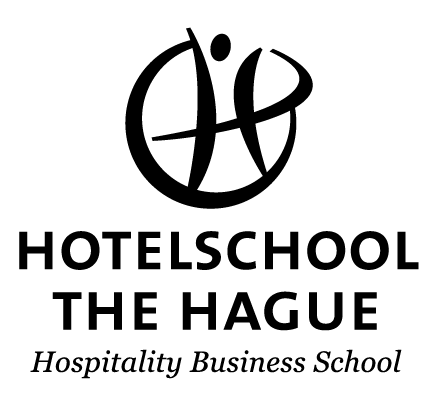 HOTELSCHOOL
THE HAGUE
Hospitality Business School